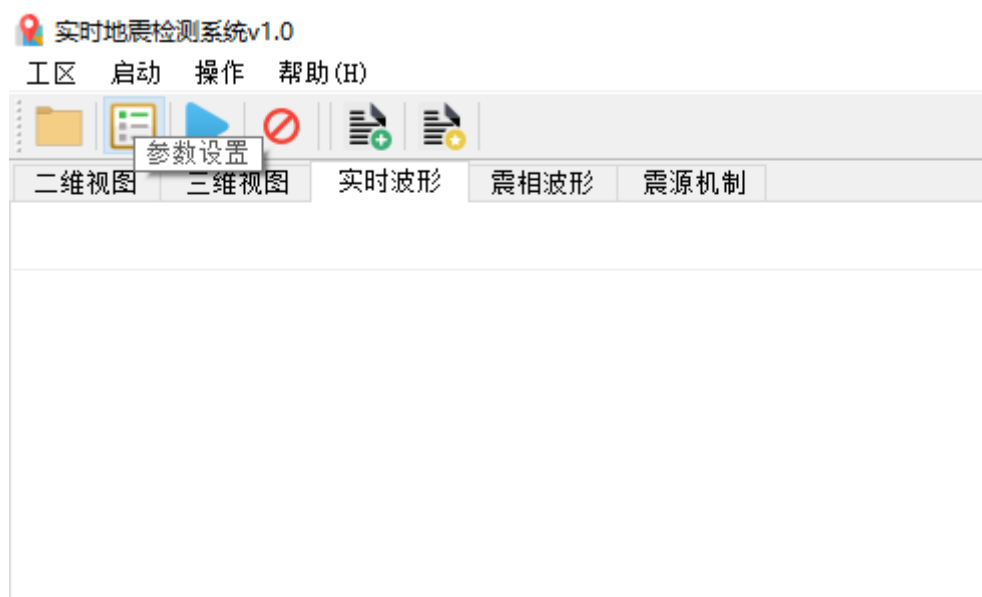 实时地震检测系统v1.0
工区 启动 操作 帮助(H)
参数设置
二维视图 三维视图 实时波形 震相波形 震源机制